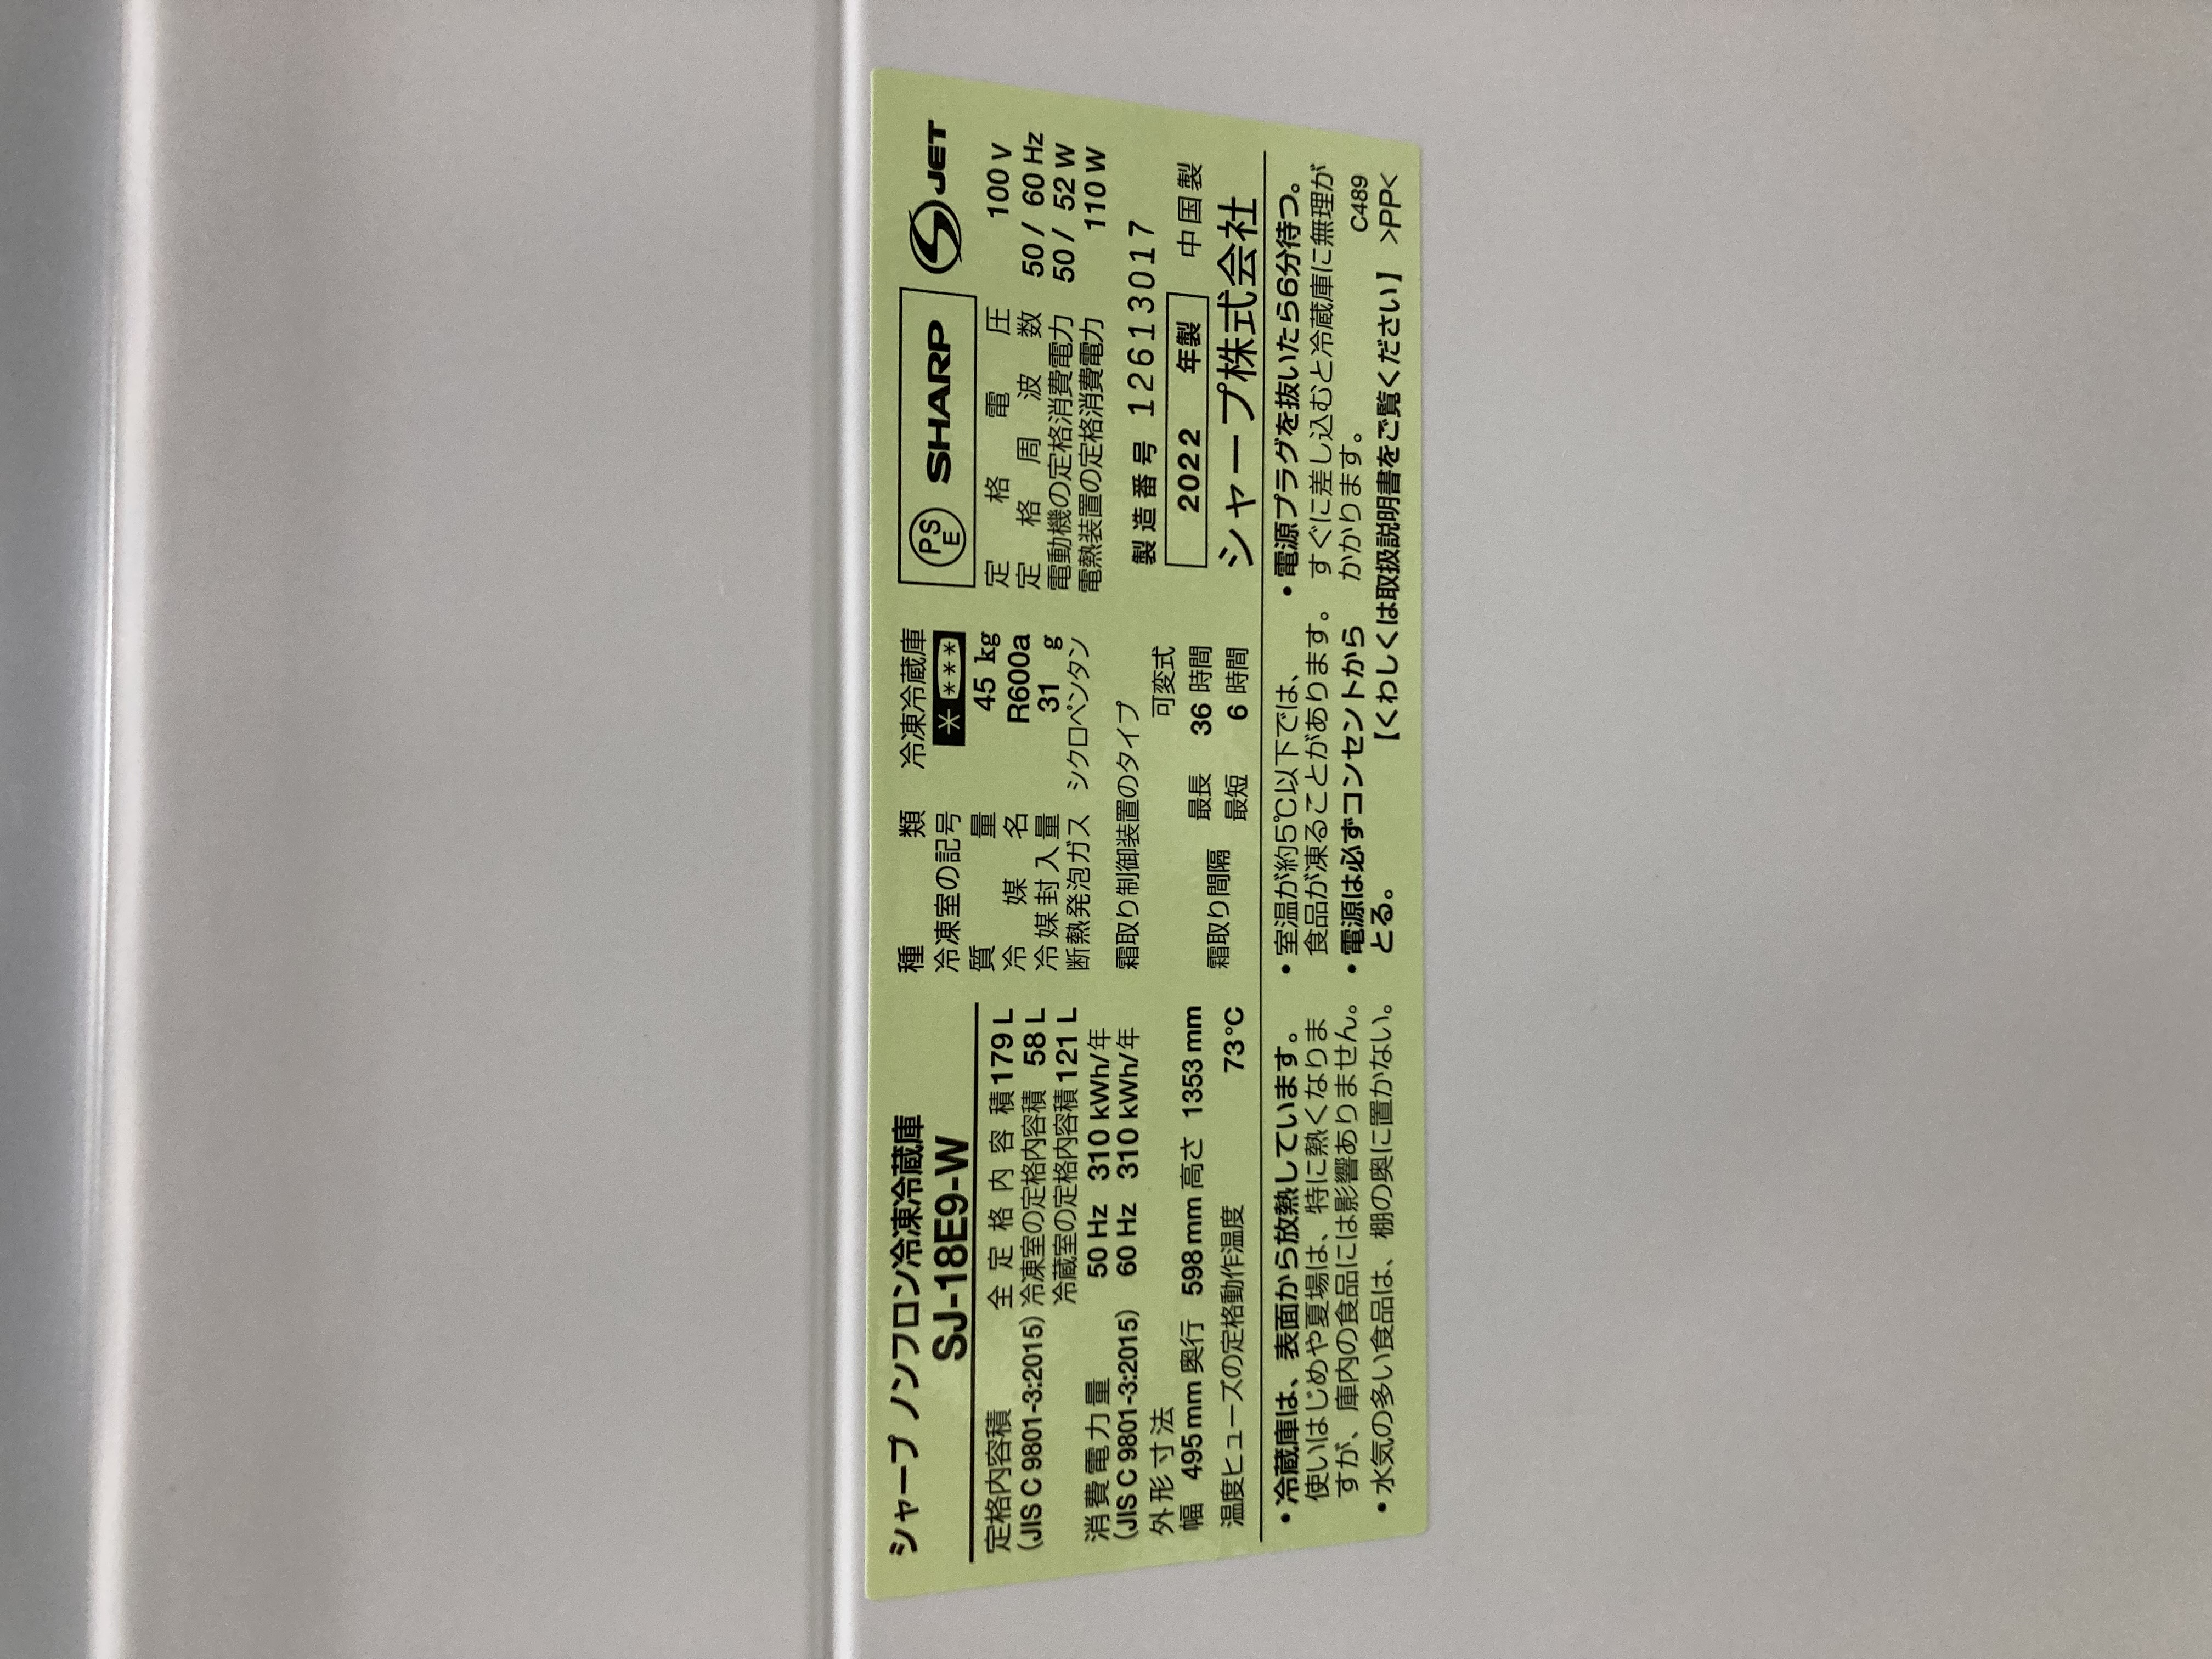 シャープ ノンフロン冷凍冷蔵庫
SJ-18E9-W
定格内容積 全定格内容積 179 L
(JIS C 9801-3:2015) 冷凍室の定格内容積 58 L
冷蔵室の定格内容積 121 L
消費電力量 50 Hz 310 kWh/年
(JIS C 9801-3:2015) 60 Hz 310 kWh/年
外形寸法
幅 495 mm 奥行 598 mm 高さ 1353 mm
温度ヒューズの定格動作温度 73℃
種類 冷凍冷蔵庫
冷凍室の記号 ****
質量 45 kg
冷媒名 R600a
冷媒封入量 31 g
断熱発泡ガス シクロペンタン
霜取り制御装置のタイプ
可変式
霜取り間隔 最長 36 時間
最短 6 時間
PSE SHARP S JET
定格電圧 100 V
定格周波数 50 / 60 Hz
電動機の定格消費電力 50 / 52 W
電熱装置の定格消費電力 110 W
製造番号 12613017
2022 年製 中国製
シャープ株式会社
・冷蔵庫は、表面から放熱しています。
使いはじめや夏場は、特に熱くなりま
すが、庫内の食品には影響ありません。
・水気の多い食品は、棚の奥に置かない。
・室温が約5℃以下では、
食品が凍ることがあります。
・電源は必ずコンセントから
とる。
・電源プラグを抜いたら6分待つ。
すぐに差し込むと冷蔵庫に無理が
かかります。
C489
【くわしくは取扱説明書をご覧ください】 >PP<